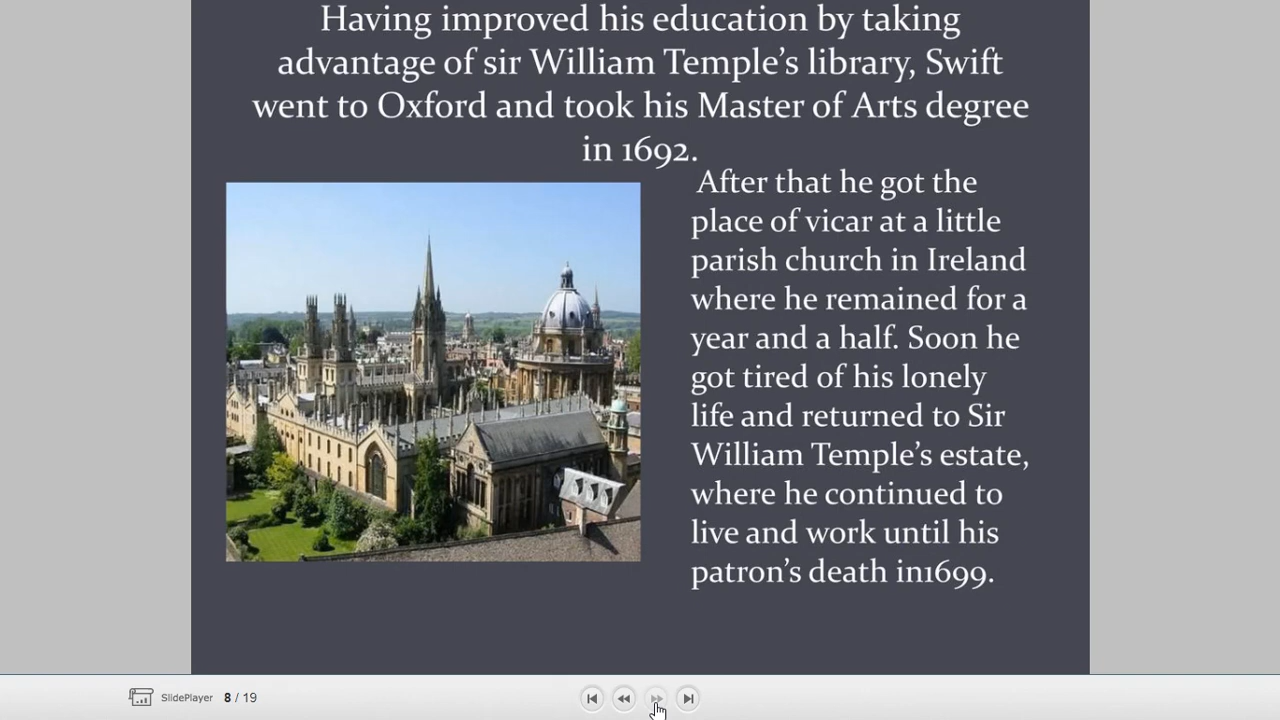 Having improved his education by taking
advantage of sir William Temple’s library, Swift
went to Oxford and took his Master of Arts degree
in 1692.
After that he got the
place of vicar at a little
parish church in Ireland
where he remained for a
year and a half. Soon he
got tired of his lonely
life and returned to Sir
William Temple’s estate,
where he continued to
live and work until his
patron’s death in1699.
SlidePlayer 8 / 19